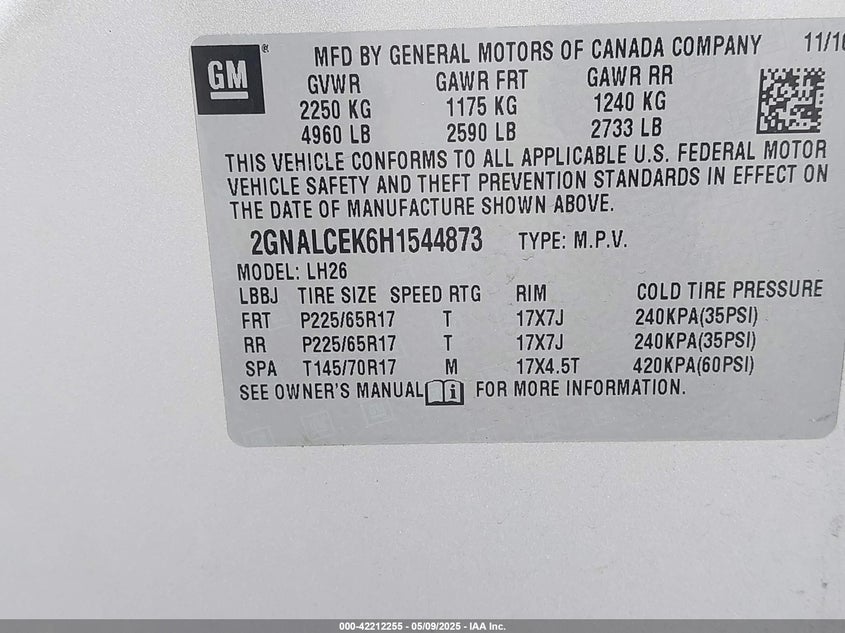 GM ® MFD BY GENERAL MOTORS OF CANADA COMPANY 11/16
GVWR GAWR FRT GAWR RR
2250 KG 1175 KG 1240 KG
4960 LB 2590 LB 2733 LB
THIS VEHICLE CONFORMS TO ALL APPLICABLE U.S. FEDERAL MOTOR
VEHICLE SAFETY AND THEFT PREVENTION STANDARDS IN EFFECT ON
THE DATE OF MANUFACTURE SHOWN ABOVE.
2GNALCEK6H1544873 TYPE: M.P.V.
MODEL: LH26
LBBJ TIRE SIZE SPEED RTG RIM COLD TIRE PRESSURE
FRT P225/65R17 T 17X7J 240KPA(35PSI)
RR P225/65R17 T 17X7J 240KPA(35PSI)
SPA T145/70R17 M 17X4.5T 420KPA(60PSI)
SEE OWNER'S MANUAL i FOR MORE INFORMATION.
000-42212255 - 05/09/2025 - IAA Inc.